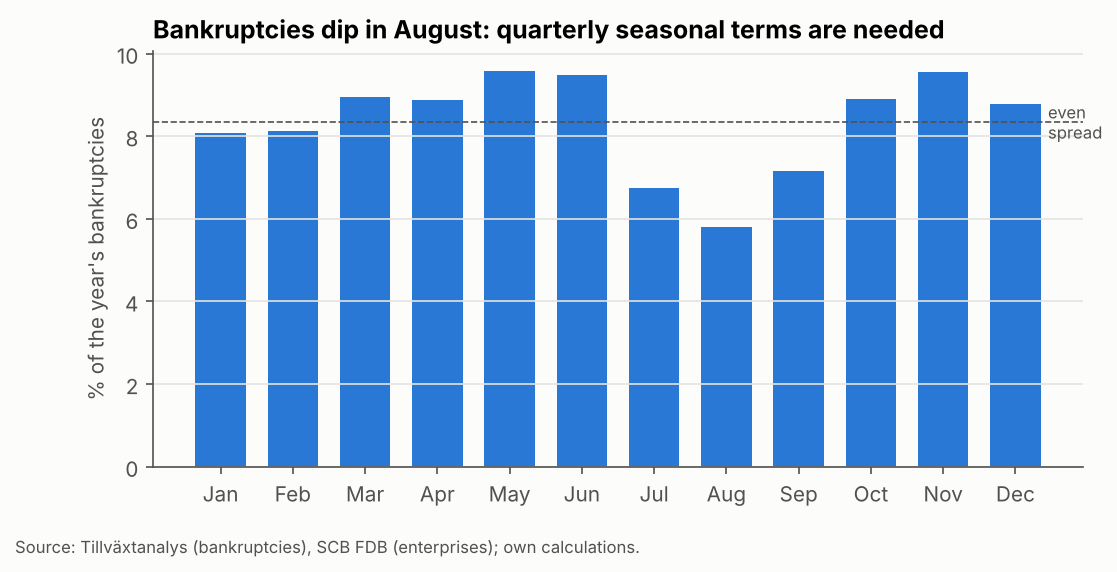 Bankruptcies dip in August: quarterly seasonal terms are needed
% of the year's bankruptcies
10
8
6
4
2
0
even
spread
Jan Feb Mar Apr May Jun Jul Aug Sep Oct Nov Dec
Source: Tillväxtanalys (bankruptcies), SCB FDB (enterprises); own calculations.